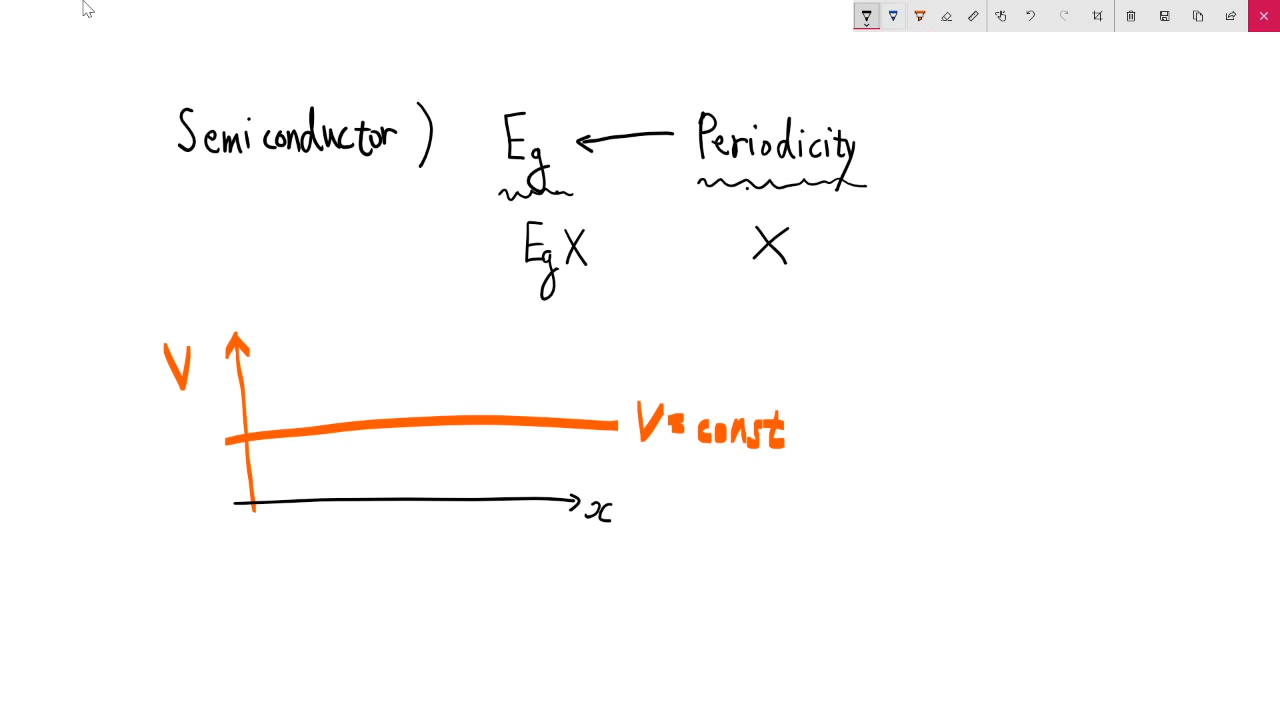 Semiconductor) Eg ← Periodicity
Eg X X
V
V = const
x